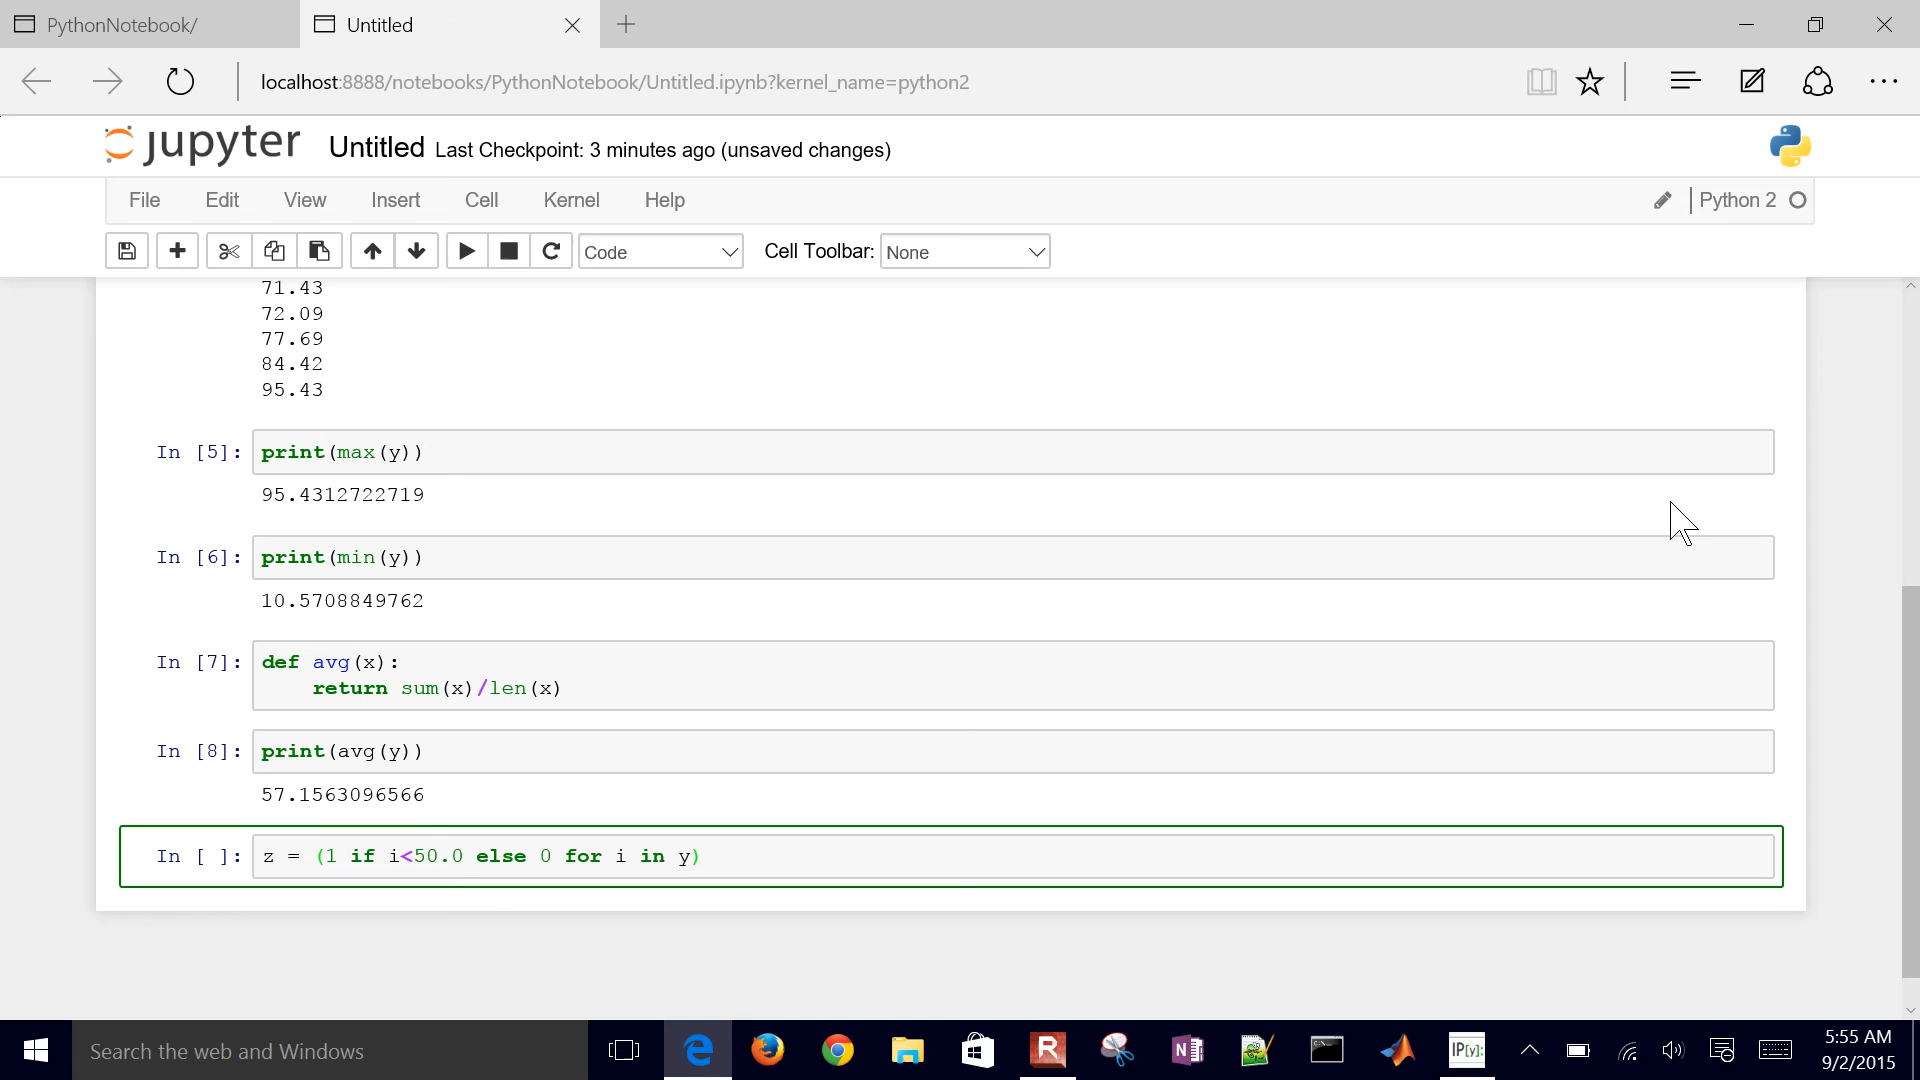 PythonNotebook/
Untitled
localhost:8888/notebooks/PythonNotebook/Untitled.ipynb?kernel_name=python2
jupyter Untitled Last Checkpoint: 3 minutes ago (unsaved changes)
File Edit View Insert Cell Kernel Help Python 2
Code Cell Toolbar: None
71.43
72.09
77.69
84.42
95.43
In [5]: print(max(y))
95.4312722719
In [6]: print(min(y))
10.5708849762
In [7]: def avg(x):
return sum(x)/len(x)
In [8]: print(avg(y))
57.1563096566
In [ ]: z = (1 if i<50.0 else 0 for i in y)
Search the web and Windows
IP[y]:
5:55 AM
9/2/2015